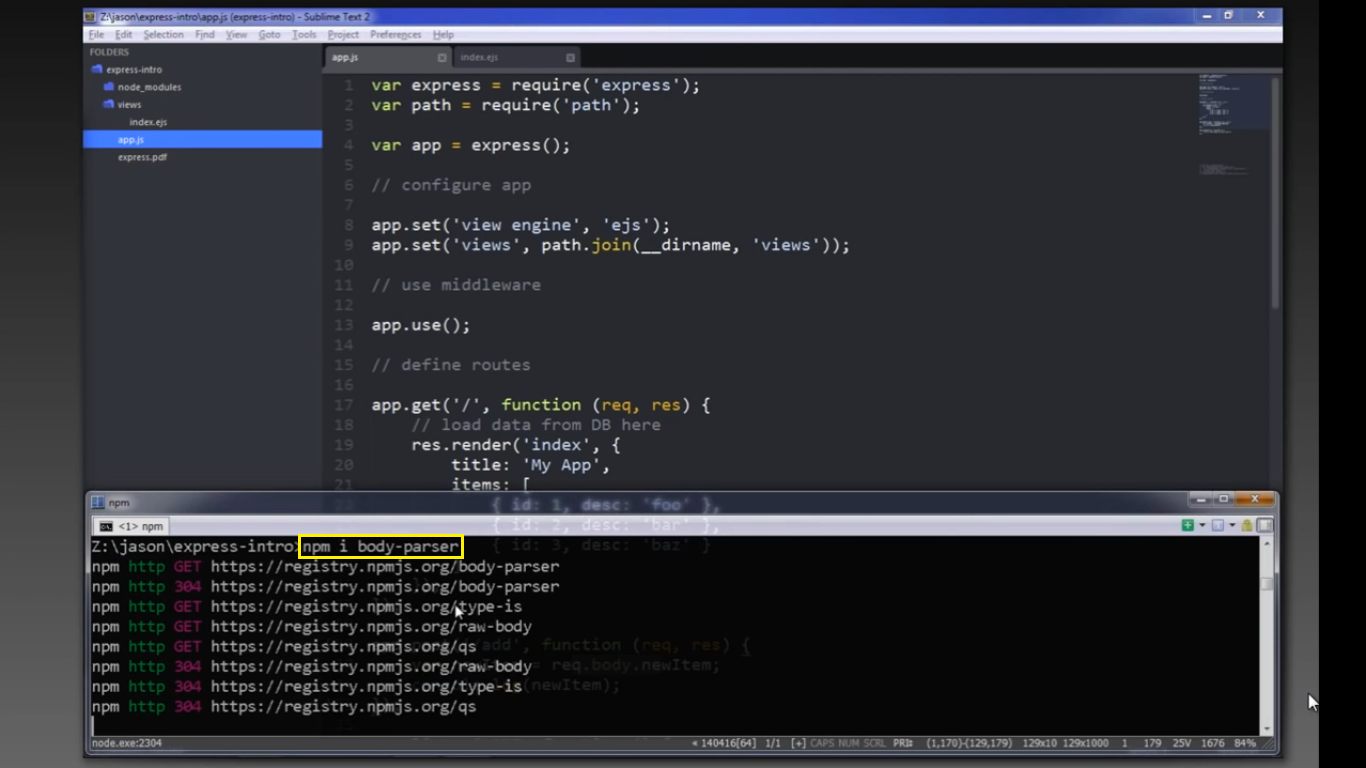 Z:\jason\express-intro\app.js (express-intro) - Sublime Text 2
File Edit Selection Find View Goto Tools Project Preferences Help
FOLDERS
express-intro
node_modules
views
index.ejs
app.js
express.pdf
app.js index.ejs
1 var express = require('express');
2 var path = require('path');
3
4 var app = express();
5
6 // configure app
7
8 app.set('view engine', 'ejs');
9 app.set('views', path.join(__dirname, 'views'));
10
11 // use middleware
12
13 app.use();
14
15 // define routes
16
17 app.get('/', function (req, res) {
18 // load data from DB here
19 res.render('index', {
20 title: 'My App',
21 items: [
{ id: 1, desc: 'foo' },
{ id: 2, desc: 'bar' },
{ id: 3, desc: 'baz' }
add', function (req, res) {
= req.body.newItem;
(newItem);
npm
<1> npm
Z:\jason\express-intro>npm i body-parser
npm http GET https://registry.npmjs.org/body-parser
npm http 304 https://registry.npmjs.org/body-parser
npm http GET https://registry.npmjs.org/type-is
npm http GET https://registry.npmjs.org/raw-body
npm http GET https://registry.npmjs.org/qs
npm http 304 https://registry.npmjs.org/raw-body
npm http 304 https://registry.npmjs.org/type-is
npm http 304 https://registry.npmjs.org/qs
node.exe:2304 « 140416[64] 1/1 [+] CAPS NUM SCRL PRI: (1,170)-(129,179) 129x10 129x1000 1 179 25V 1676 84%